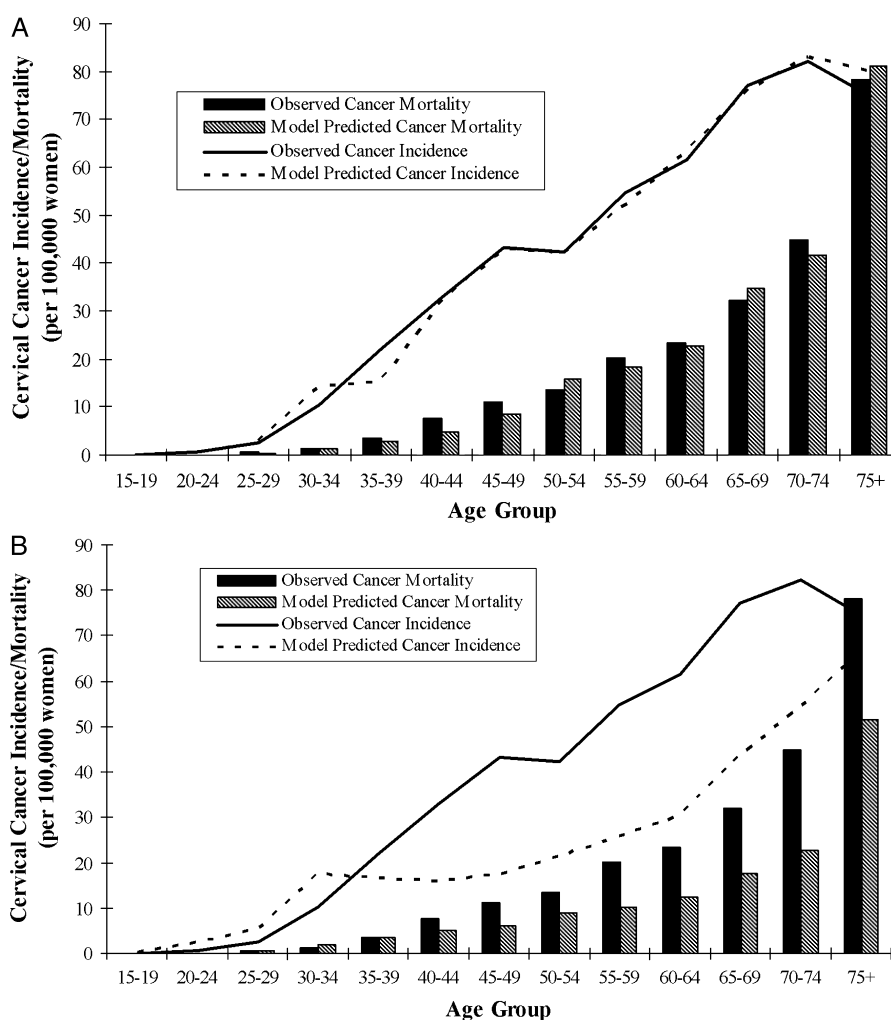 A
Cervical Cancer Incidence/Mortality
(per 100,000 women)
90
80
70
60
50
40
30
20
10
0
Observed Cancer Mortality
Model Predicted Cancer Mortality
Observed Cancer Incidence
Model Predicted Cancer Incidence
15-19 20-24 25-29 30-34 35-39 40-44 45-49 50-54 55-59 60-64 65-69 70-74 75+
Age Group
B
Cervical Cancer Incidence/Mortality
(per 100,000 women)
90
80
70
60
50
40
30
20
10
0
Observed Cancer Mortality
Model Predicted Cancer Mortality
Observed Cancer Incidence
Model Predicted Cancer Incidence
15-19 20-24 25-29 30-34 35-39 40-44 45-49 50-54 55-59 60-64 65-69 70-74 75+
Age Group